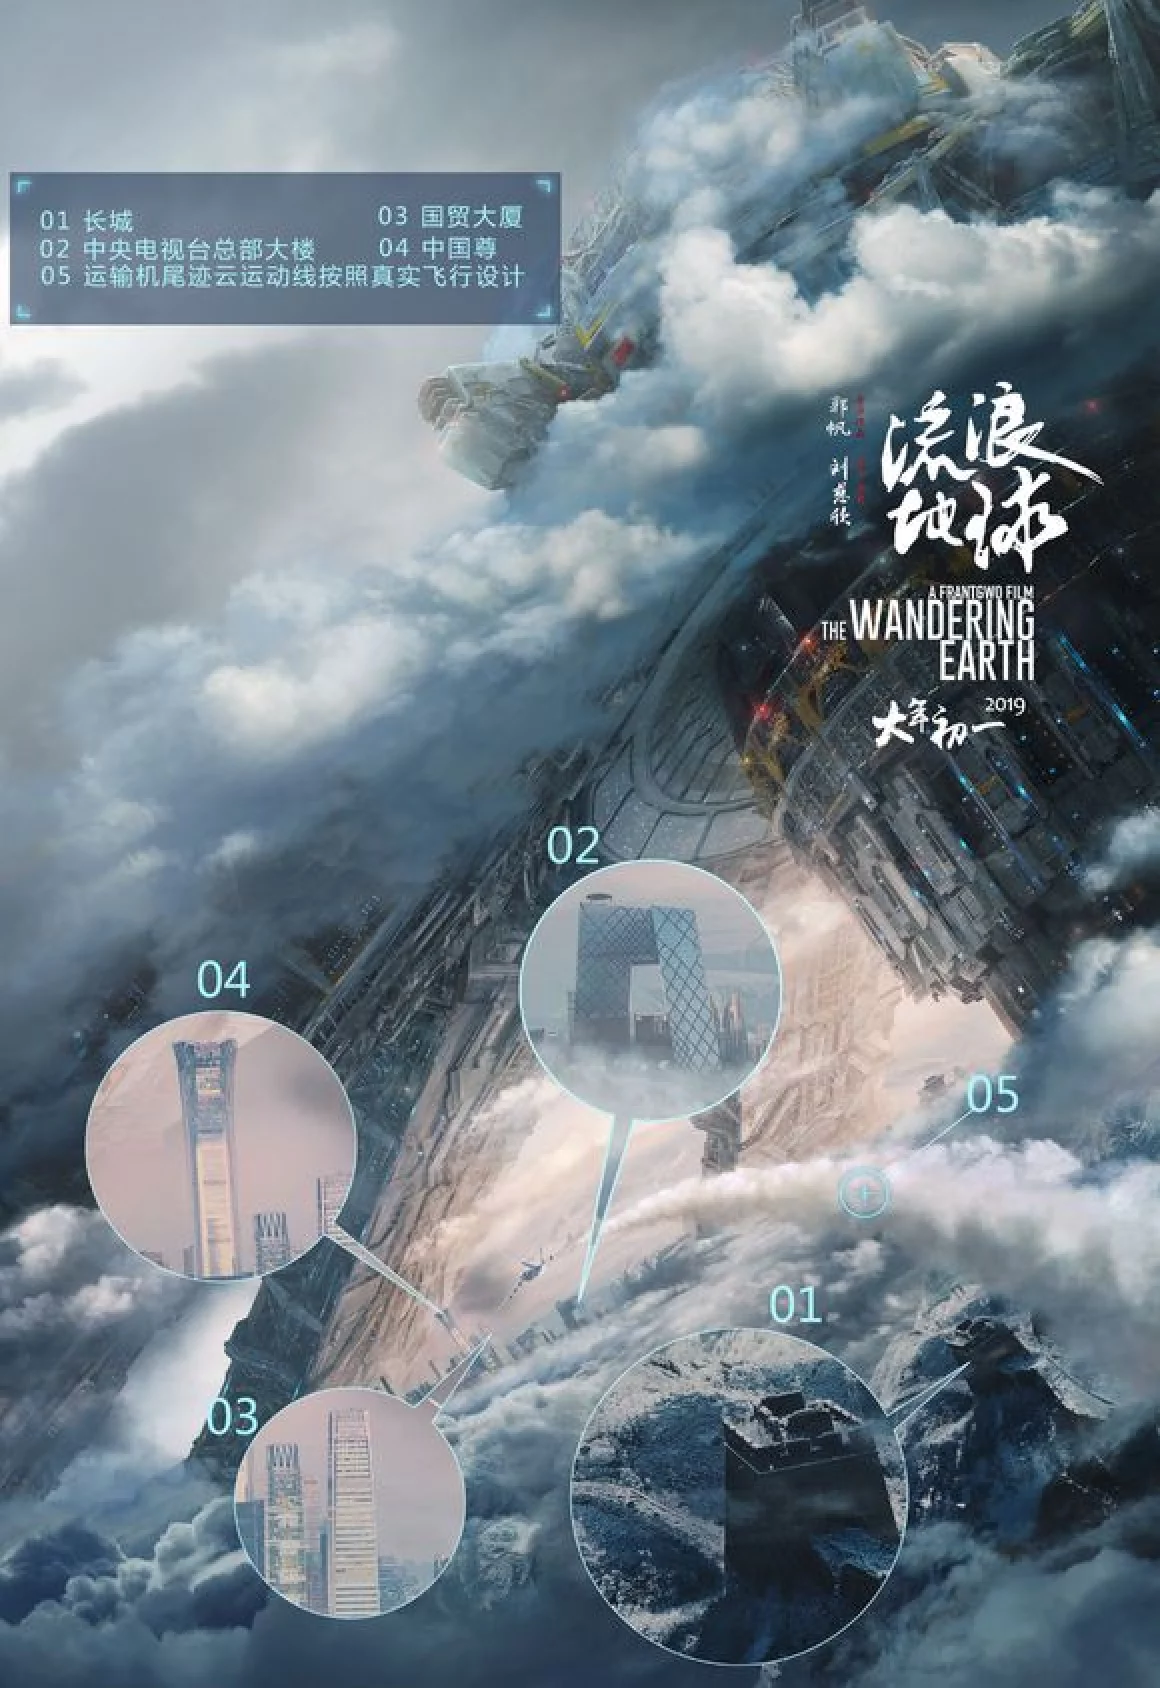 01 长城
03 国贸大厦
02 中央电视台总部大楼
04 中国尊
05 运输机尾迹云运动线按照真实飞行设计
郭帆
刘慈欣
流浪
地球
A FRANTGWO FILM
THE WANDERING
EARTH
2019
大年初一
02
04
05
01
03